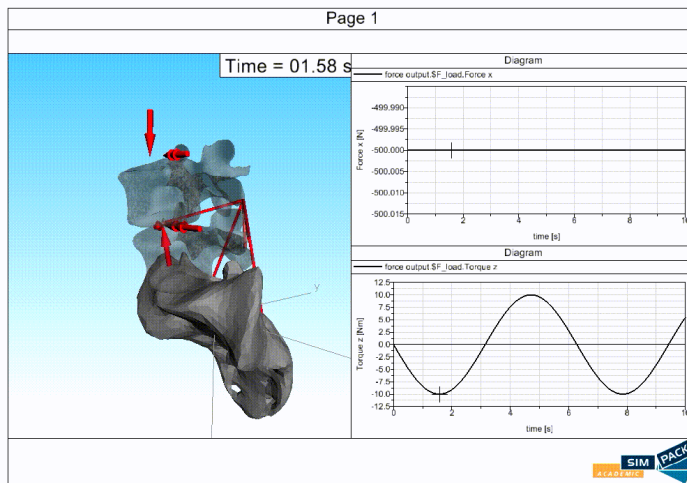 Page 1
Time = 01.58 s
Diagram
force output.$F_load.Force x
-499.990
-499.995
-500.000
-500.005
-500.010
-500.015
Force x [N]
0 2 4 6 8 10
time [s]
Diagram
force output.$F_load.Torque z
12.5
10.0
7.5
5.0
2.5
0.0
-2.5
-5.0
-7.5
-10.0
-12.5
Torque z [Nm]
0 2 4 6 8 10
time [s]
y
SIM PACK
ACADEMIC